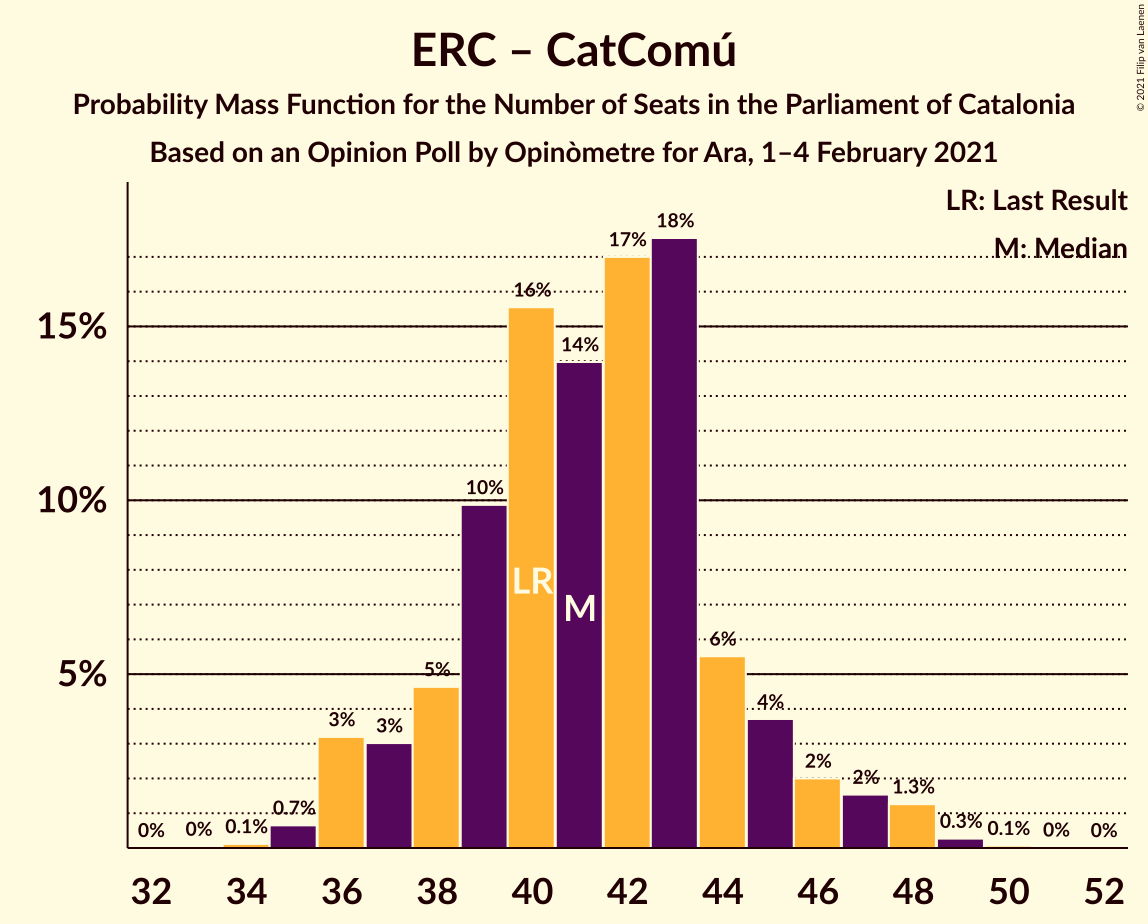 ERC – CatComú
Probability Mass Function for the Number of Seats in the Parliament of Catalonia
Based on an Opinion Poll by Opinòmetre for Ara, 1–4 February 2021
© 2021 Filip van Laenen
LR: Last Result
M: Median
15%
10%
5%
0%
0%
0.1%
0.7%
3%
3%
5%
10%
16%
14%
17%
18%
6%
4%
2%
2%
1.3%
0.3%
0.1%
0%
0%
LR
M
32 34 36 38 40 42 44 46 48 50 52